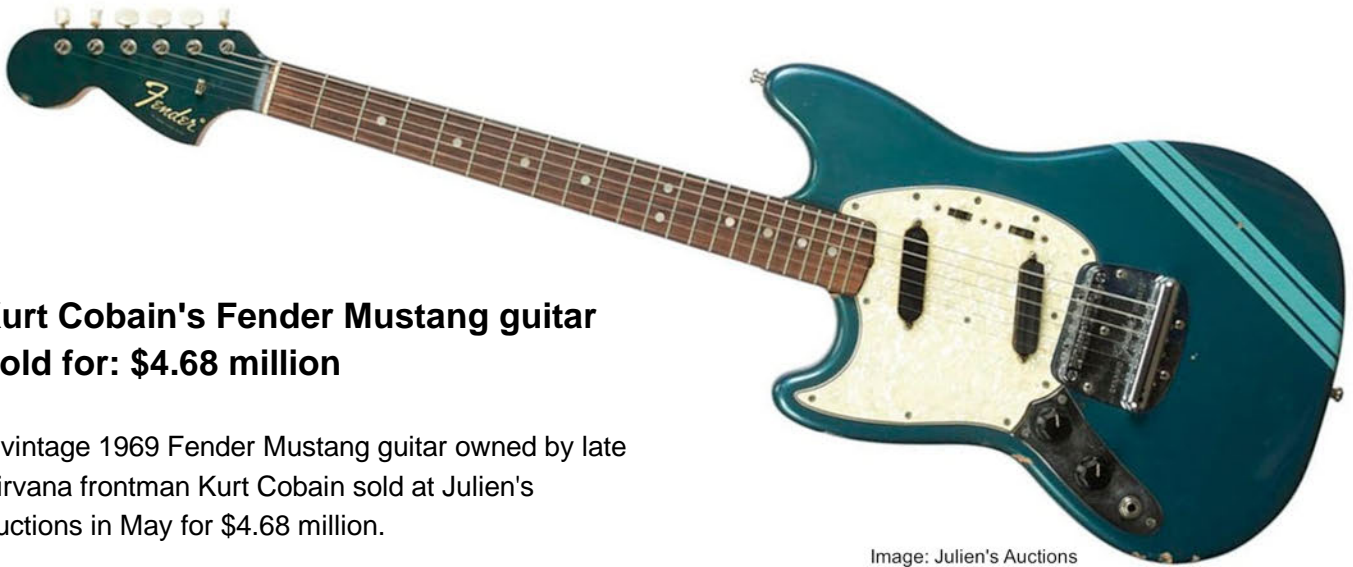 Fender
Kurt Cobain's Fender Mustang guitar
old for: $4.68 million
vintage 1969 Fender Mustang guitar owned by late
irvana frontman Kurt Cobain sold at Julien's
uctions in May for $4.68 million.
Image: Julien's Auctions